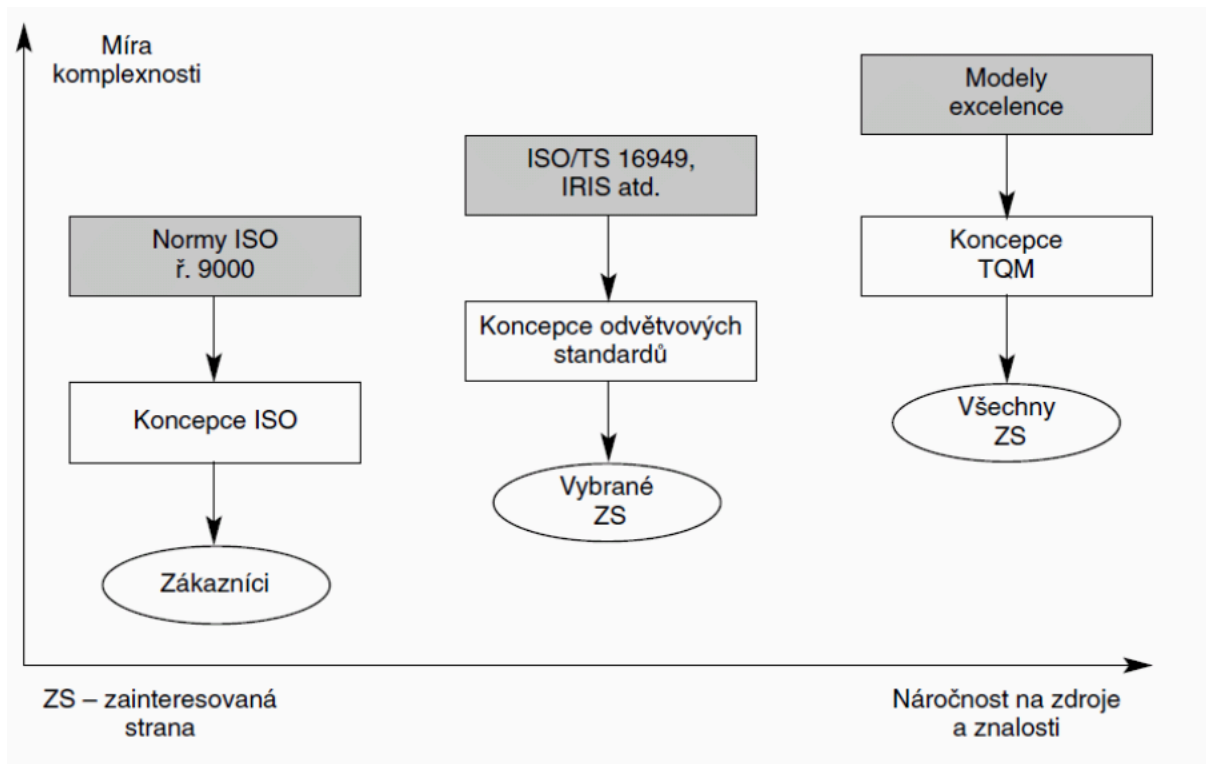 Míra
komplexnosti
Modely
excelence
ISO/TS 16949,
IRIS atd.
Normy ISO
ř. 9000
Koncepce
TQM
Koncepce odvětvových
standardů
Koncepce ISO
Všechny
ZS
Vybrané
ZS
Zákazníci
ZS – zainteresovaná
strana
Náročnost na zdroje
a znalosti